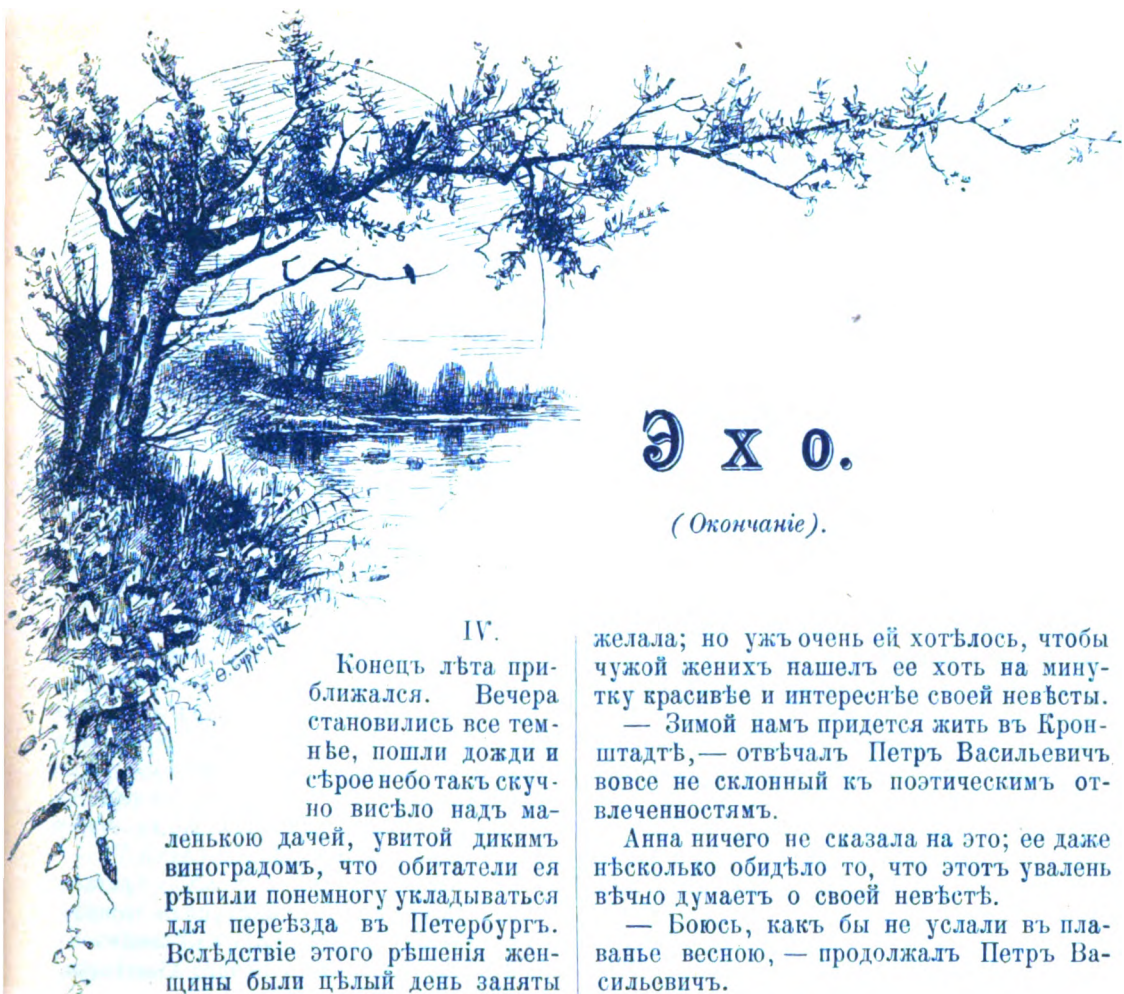 Эхо.
(Окончаніе).
IV.
Конецъ лѣта при-
ближался. Вечера
становились все тем-
нѣе, пошли дожди и
сѣрое небо такъ скуч-
но висѣло надъ ма-
ленькою дачей, увитой дикимъ
виноградомъ, что обитатели ея
рѣшили понемногу укладываться
для переѣзда въ Петербургъ.
Вслѣдствіе этого рѣшенія жен-
щины были цѣлый день заняты
желала; но ужъ очень ей хотѣлось, чтобы
чужой женихъ нашелъ ее хоть на мину-
тку красивѣе и интереснѣе своей невѣсты.
— Зимой намъ придется жить въ Крон-
штадтѣ,— отвѣчалъ Петръ Васильевичъ
вовсе не склонный къ поэтическимъ от-
влеченностямъ.
Анна ничего не сказала на это; ее даже
нѣсколько обидѣло то, что этотъ увалень
вѣчно думаетъ о своей невѣстѣ.
— Боюсь, какъ бы не услали въ пла-
ванье весною, — продолжалъ Петръ Ва-
сильевичъ.